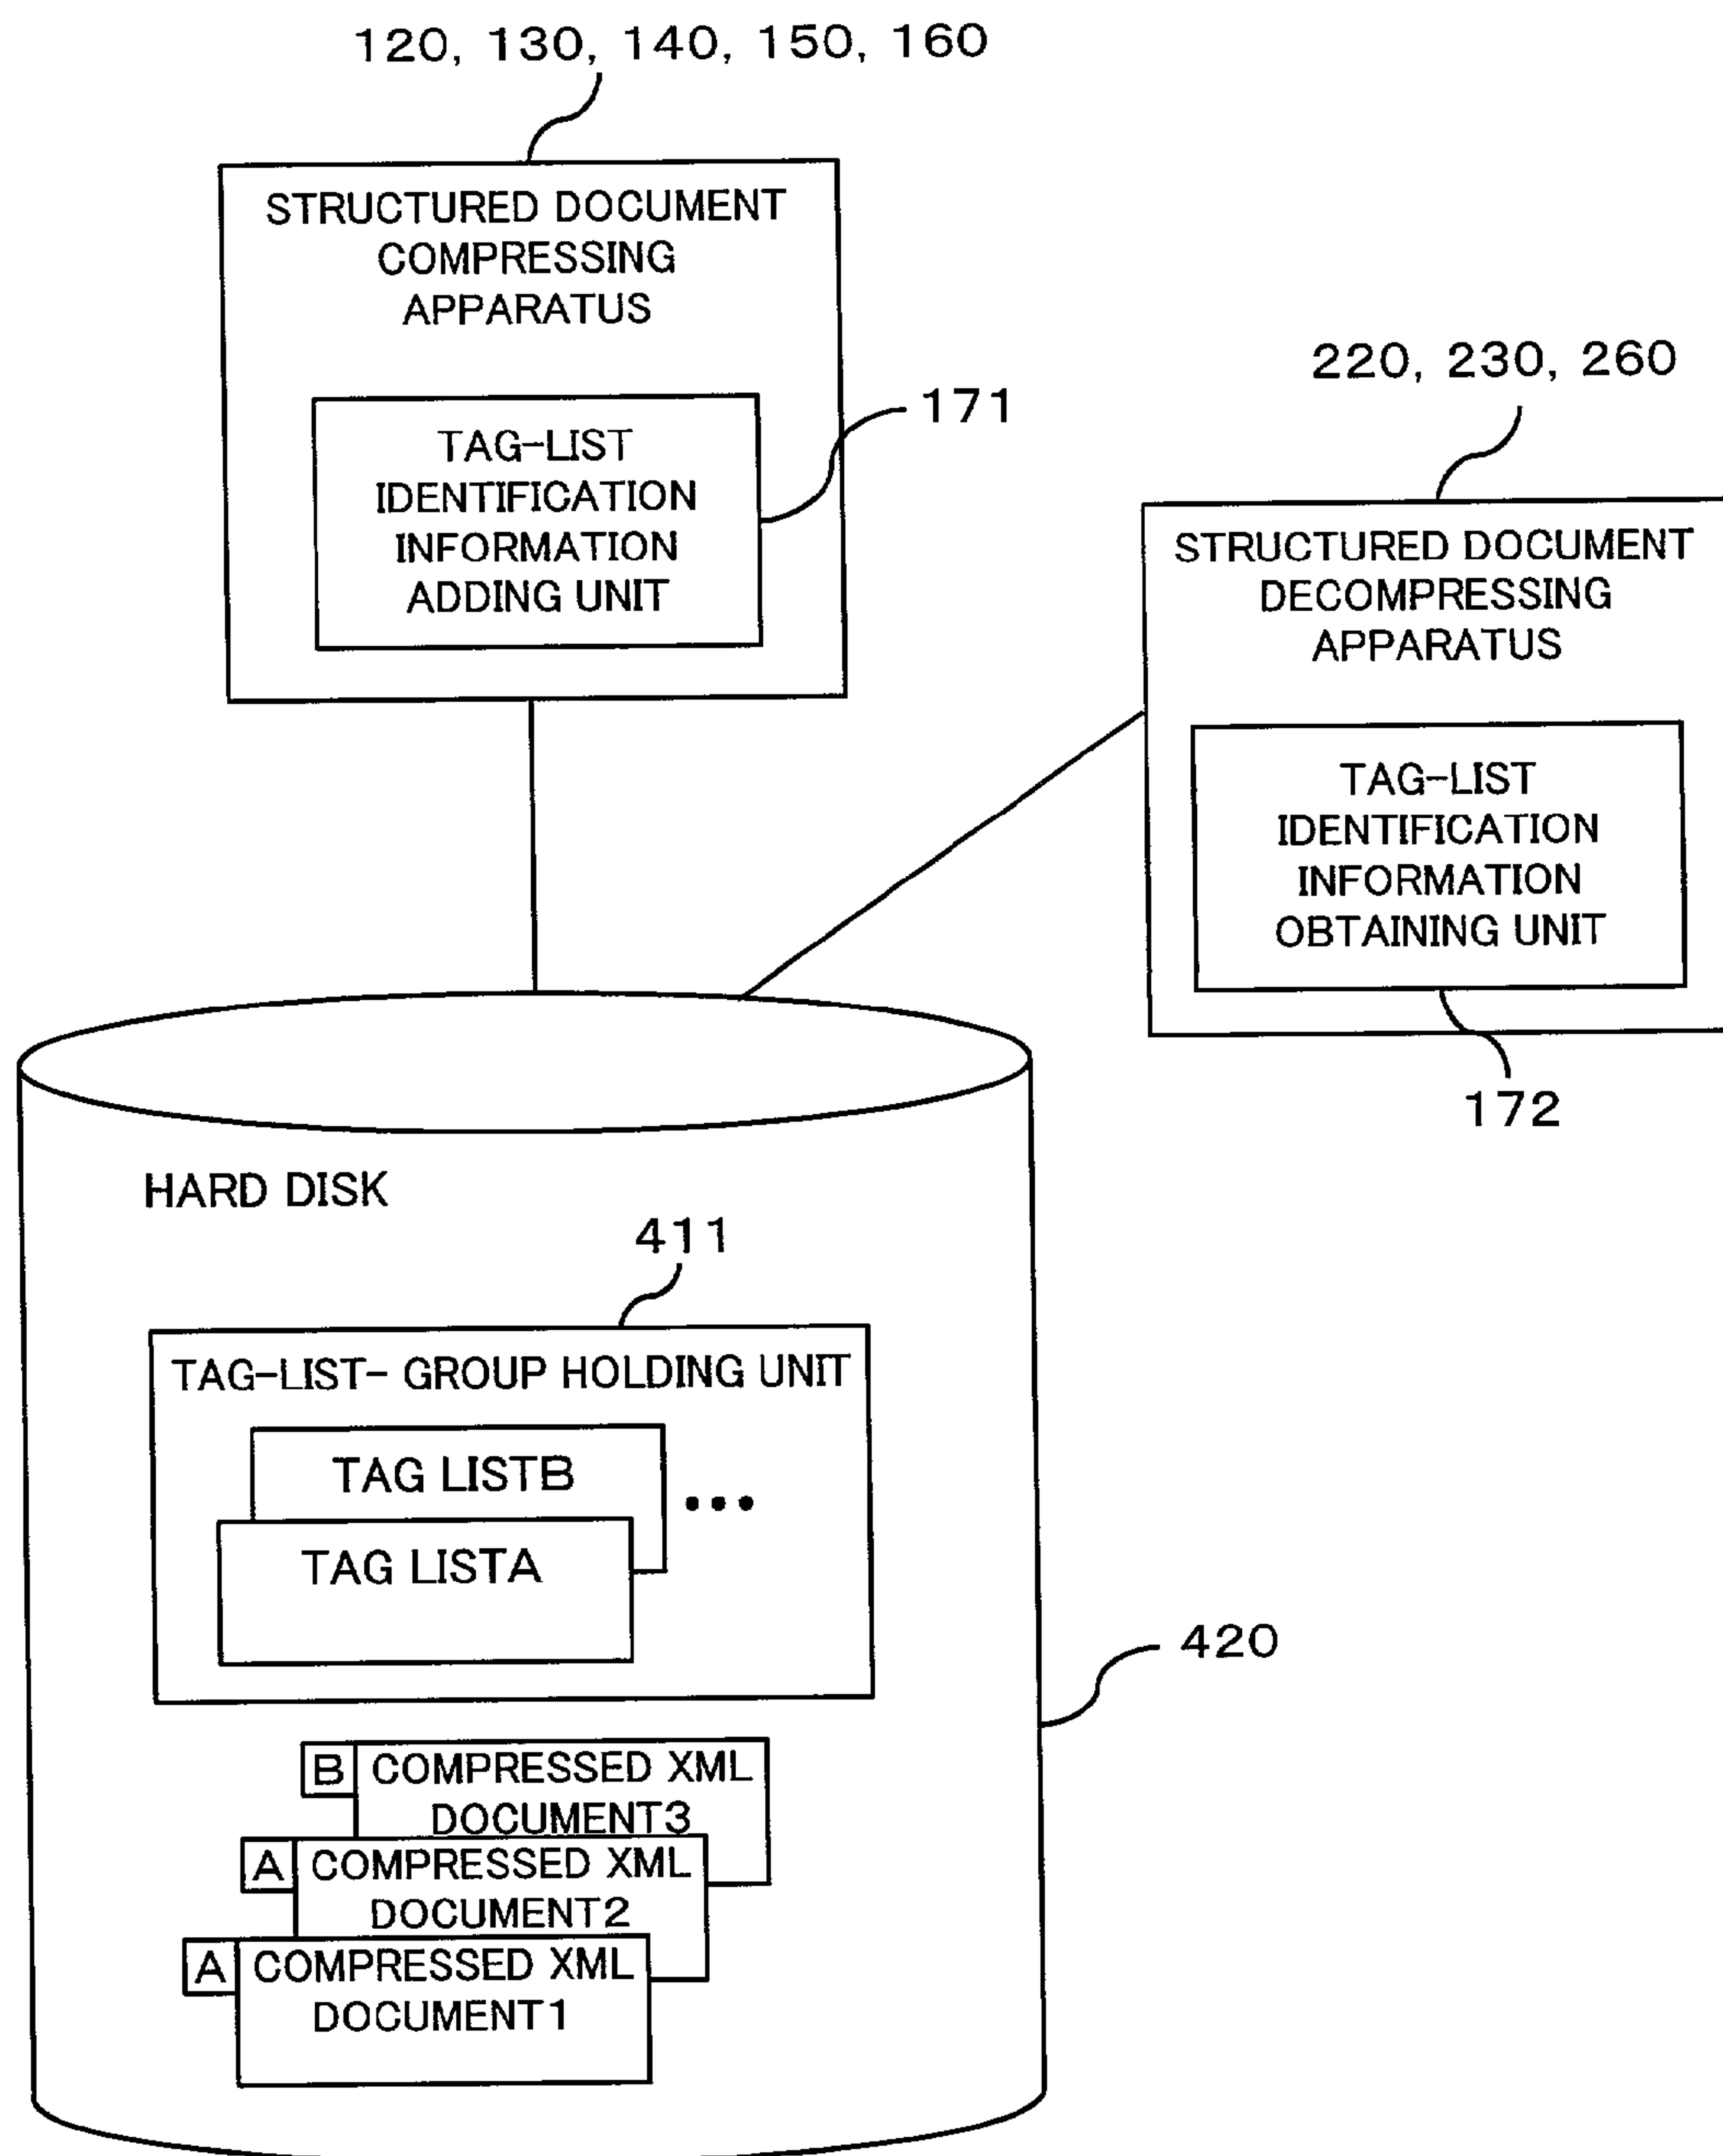 120, 130, 140, 150, 160
STRUCTURED DOCUMENT
COMPRESSING
APPARATUS
TAG-LIST
IDENTIFICATION
INFORMATION
ADDING UNIT
171
220, 230, 260
STRUCTURED DOCUMENT
DECOMPRESSING
APPARATUS
TAG-LIST
IDENTIFICATION
INFORMATION
OBTAINING UNIT
172
HARD DISK
411
TAG-LIST- GROUP HOLDING UNIT
TAG LISTB
•••
TAG LISTA
420
B COMPRESSED XML
DOCUMENT3
A COMPRESSED XML
DOCUMENT2
A COMPRESSED XML
DOCUMENT1